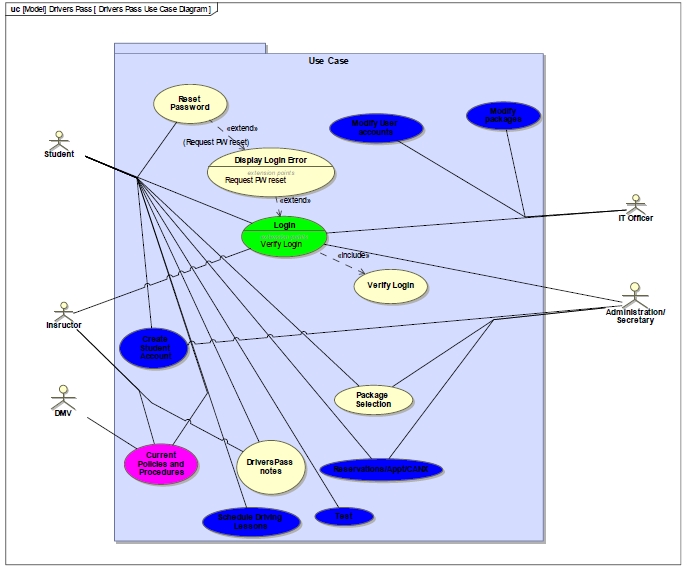 uc [Model] Drivers Pass [ Drivers Pass Use Case Diagram ]
Use Case
Reset
Password
Modify
packages
Modify User
accounts
«extend»
(Request PW reset)
Student
Display Login Error
extension points
Request PW reset
«extend»
IT Officer
Login
Verify Login
«include»
Verify Login
Insructor
Administration/
Secretary
Create
Student
Account
Package
Selection
DMV
Current
Policies and
Procedures
DriversPass
notes
Reservations/Appt/CANX
Schedule Driving
Lessons
Test